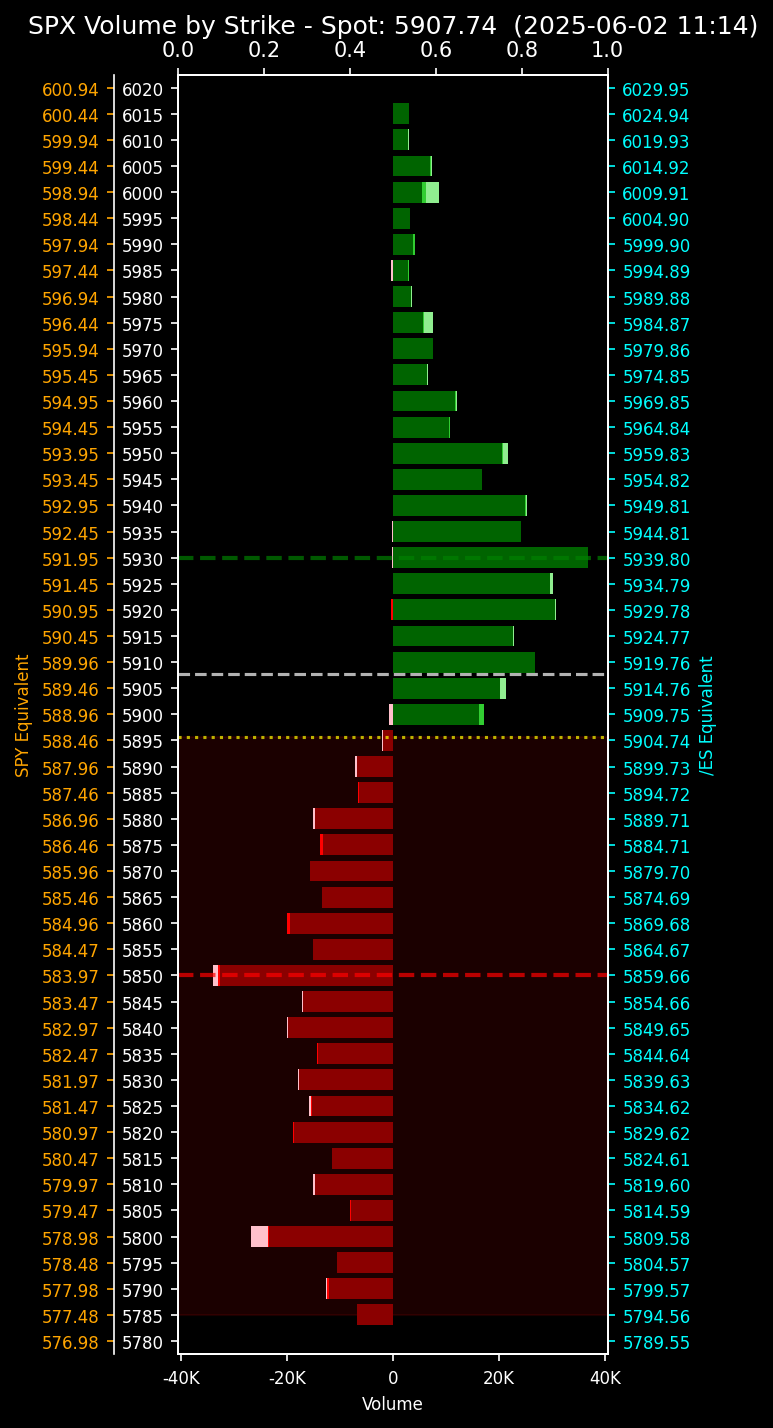 SPX Volume by Strike - Spot: 5907.74 (2025-06-02 11:14)
0.0 0.2 0.4 0.6 0.8 1.0
600.94 6020 6029.95
600.44 6015 6024.94
599.94 6010 6019.93
599.44 6005 6014.92
598.94 6000 6009.91
598.44 5995 6004.90
597.94 5990 5999.90
597.44 5985 5994.89
596.94 5980 5989.88
596.44 5975 5984.87
595.94 5970 5979.86
595.45 5965 5974.85
594.95 5960 5969.85
594.45 5955 5964.84
593.95 5950 5959.83
593.45 5945 5954.82
592.95 5940 5949.81
592.45 5935 5944.81
591.95 5930 5939.80
591.45 5925 5934.79
590.95 5920 5929.78
590.45 5915 5924.77
589.96 5910 5919.76
589.46 5905 5914.76
588.96 5900 5909.75
588.46 5895 5904.74
587.96 5890 5899.73
587.46 5885 5894.72
586.96 5880 5889.71
586.46 5875 5884.71
585.96 5870 5879.70
585.46 5865 5874.69
584.96 5860 5869.68
584.47 5855 5864.67
583.97 5850 5859.66
583.47 5845 5854.66
582.97 5840 5849.65
582.47 5835 5844.64
581.97 5830 5839.63
581.47 5825 5834.62
580.97 5820 5829.62
580.47 5815 5824.61
579.97 5810 5819.60
579.47 5805 5814.59
578.98 5800 5809.58
578.48 5795 5804.57
577.98 5790 5799.57
577.48 5785 5794.56
576.98 5780 5789.55
SPY Equivalent
/ES Equivalent
-40K -20K 0 20K 40K
Volume